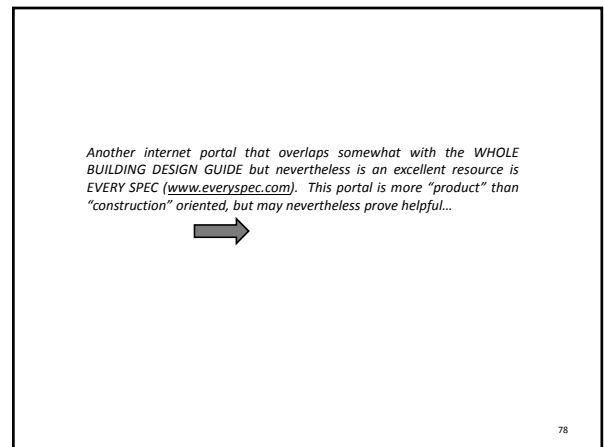 Another internet portal that overlaps somewhat with the WHOLE
BUILDING DESIGN GUIDE but nevertheless is an excellent resource is
EVERY SPEC (www.everyspec.com). This portal is more “product” than
“construction” oriented, but may nevertheless prove helpful…
78